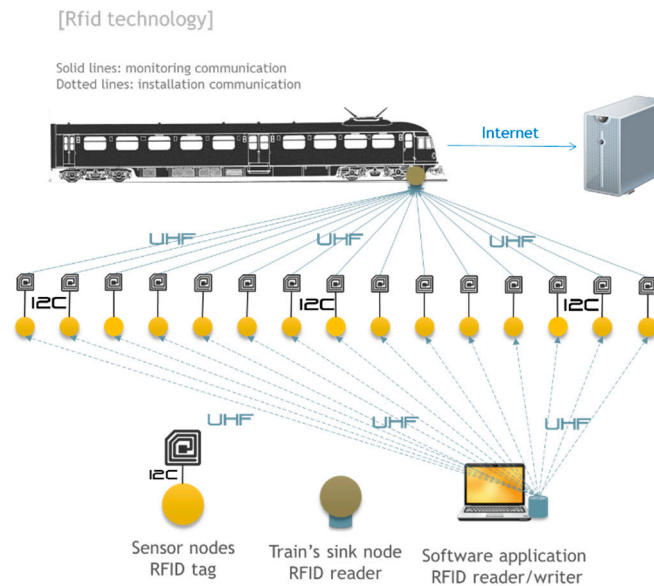 [Rfid technology]
Solid lines: monitoring communication
Dotted lines: installation communication
Internet
UHF UHF UHF
I2C I2C I2C
UHF UHF UHF
I2C
Sensor nodes
RFID tag
Train's sink node
RFID reader
Software application
RFID reader/writer